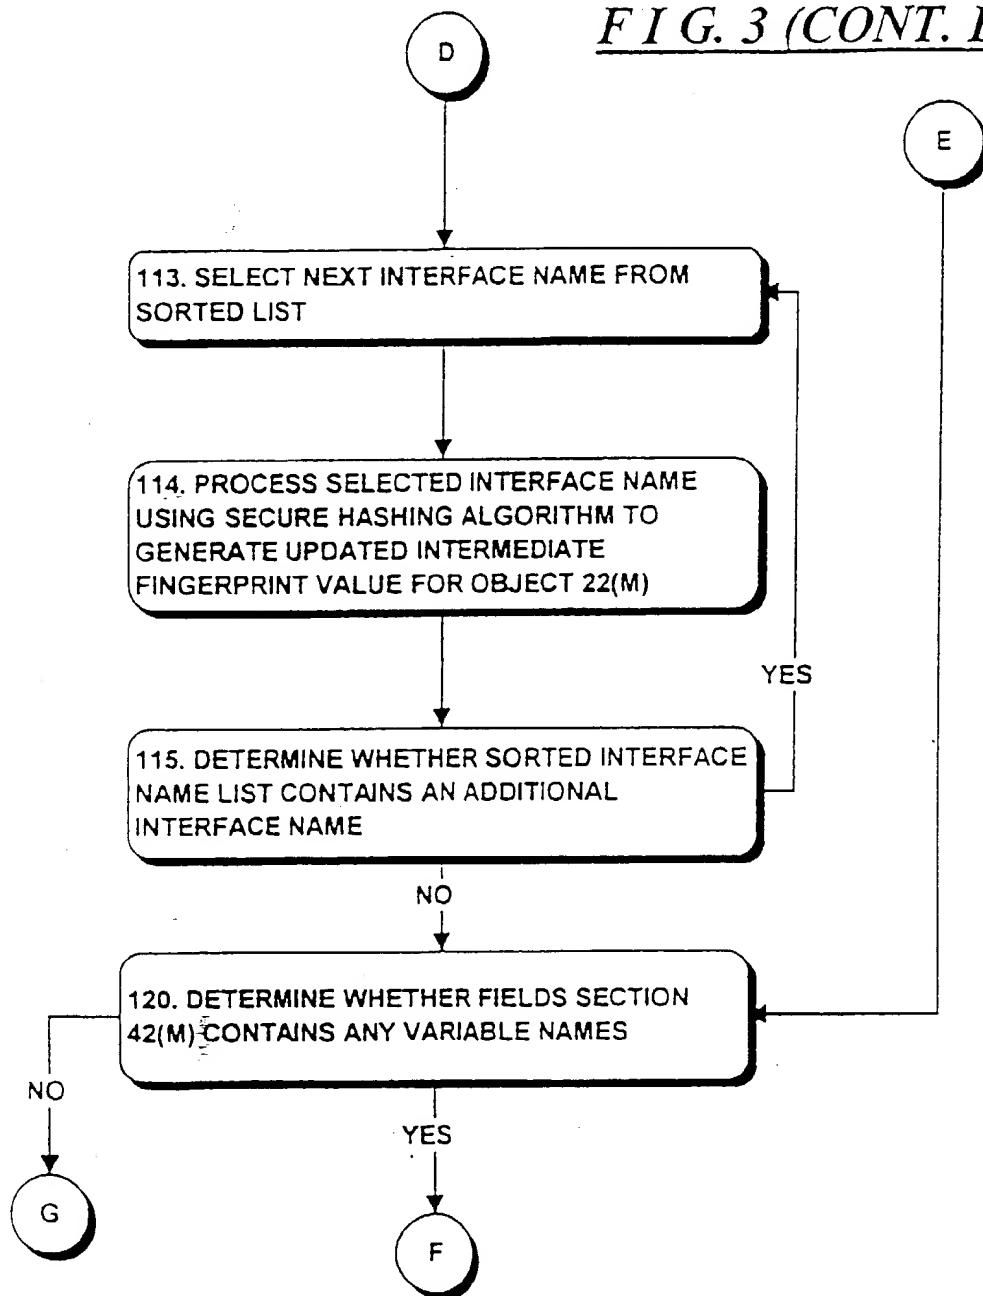 F I G. 3 (CONT.
D
E
113. SELECT NEXT INTERFACE NAME FROM
SORTED LIST
114. PROCESS SELECTED INTERFACE NAME
USING SECURE HASHING ALGORITHM TO
GENERATE UPDATED INTERMEDIATE
FINGERPRINT VALUE FOR OBJECT 22(M)
YES
115. DETERMINE WHETHER SORTED INTERFACE
NAME LIST CONTAINS AN ADDITIONAL
INTERFACE NAME
NO
120. DETERMINE WHETHER FIELDS SECTION
42(M) CONTAINS ANY VARIABLE NAMES
NO
YES
G
F